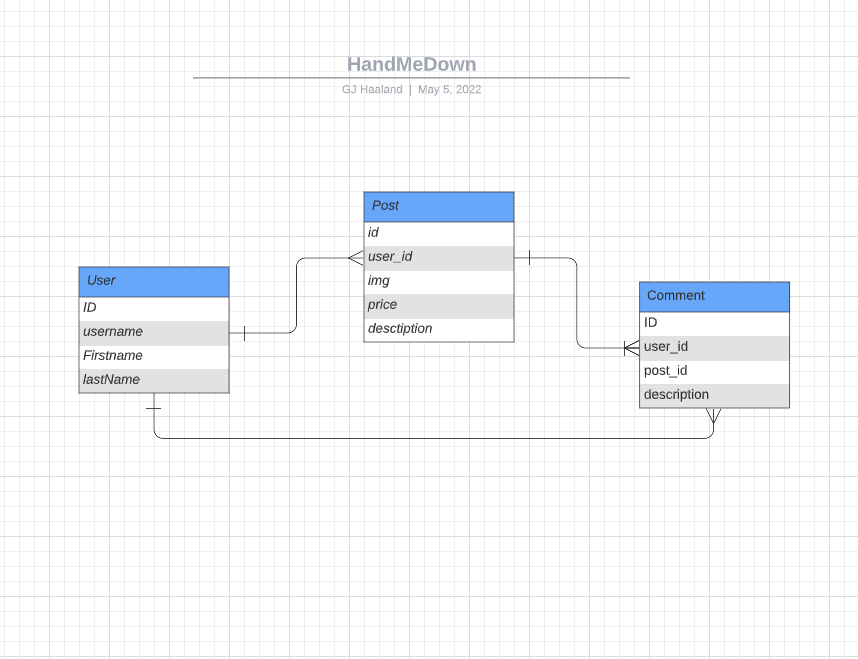 HandMeDown
GJ Haaland | May 5, 2022
User
ID
username
Firstname
lastName
Post
id
user_id
img
price
desctiption
Comment
ID
user_id
post_id
description